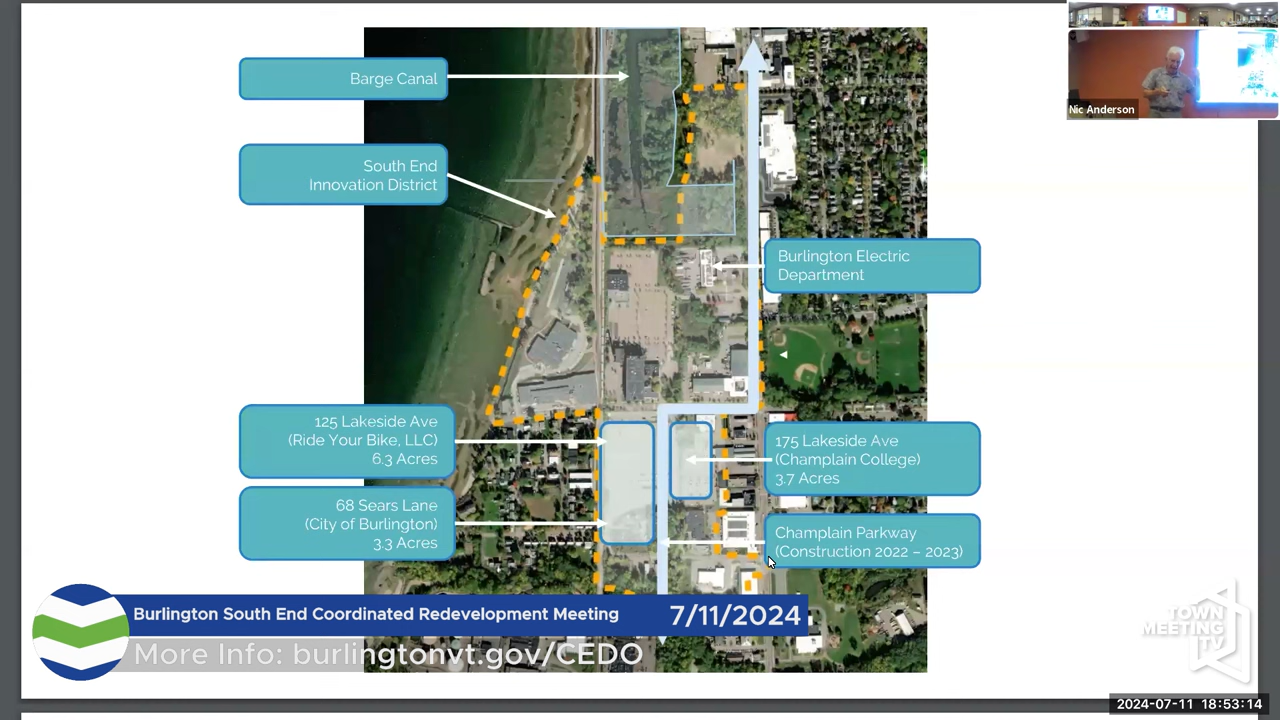 Nic Anderson
Barge Canal
South End
Innovation District
Burlington Electric
Department
125 Lakeside Ave
(Ride Your Bike, LLC)
6.3 Acres
175 Lakeside Ave
(Champlain College)
3.7 Acres
68 Sears Lane
(City of Burlington)
3.3 Acres
Champlain Parkway
(Construction 2022 – 2023)
Burlington South End Coordinated Redevelopment Meeting
7/11/2024
More Info: burlingtonvt.gov/CEDO
TOWN
MEETING
TV
2024-07-11 18:53:14